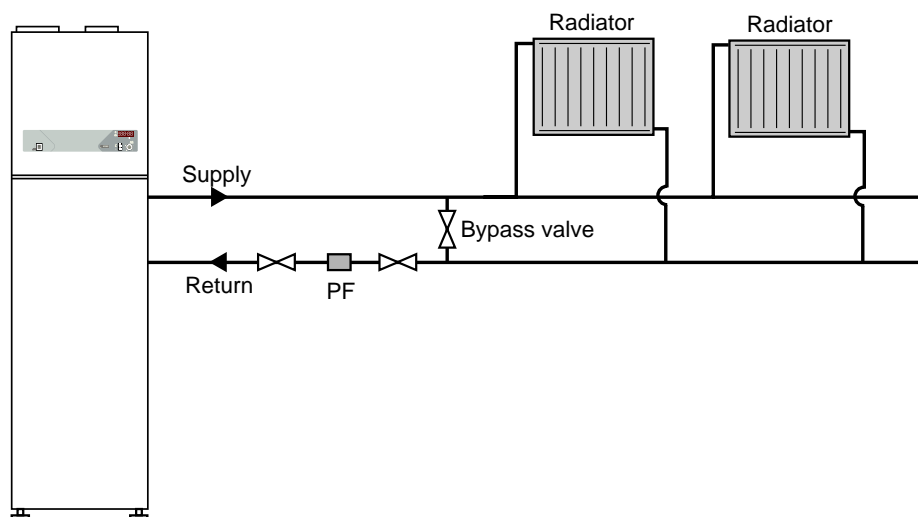 Radiator
Radiator
Supply
Bypass valve
Return
PF